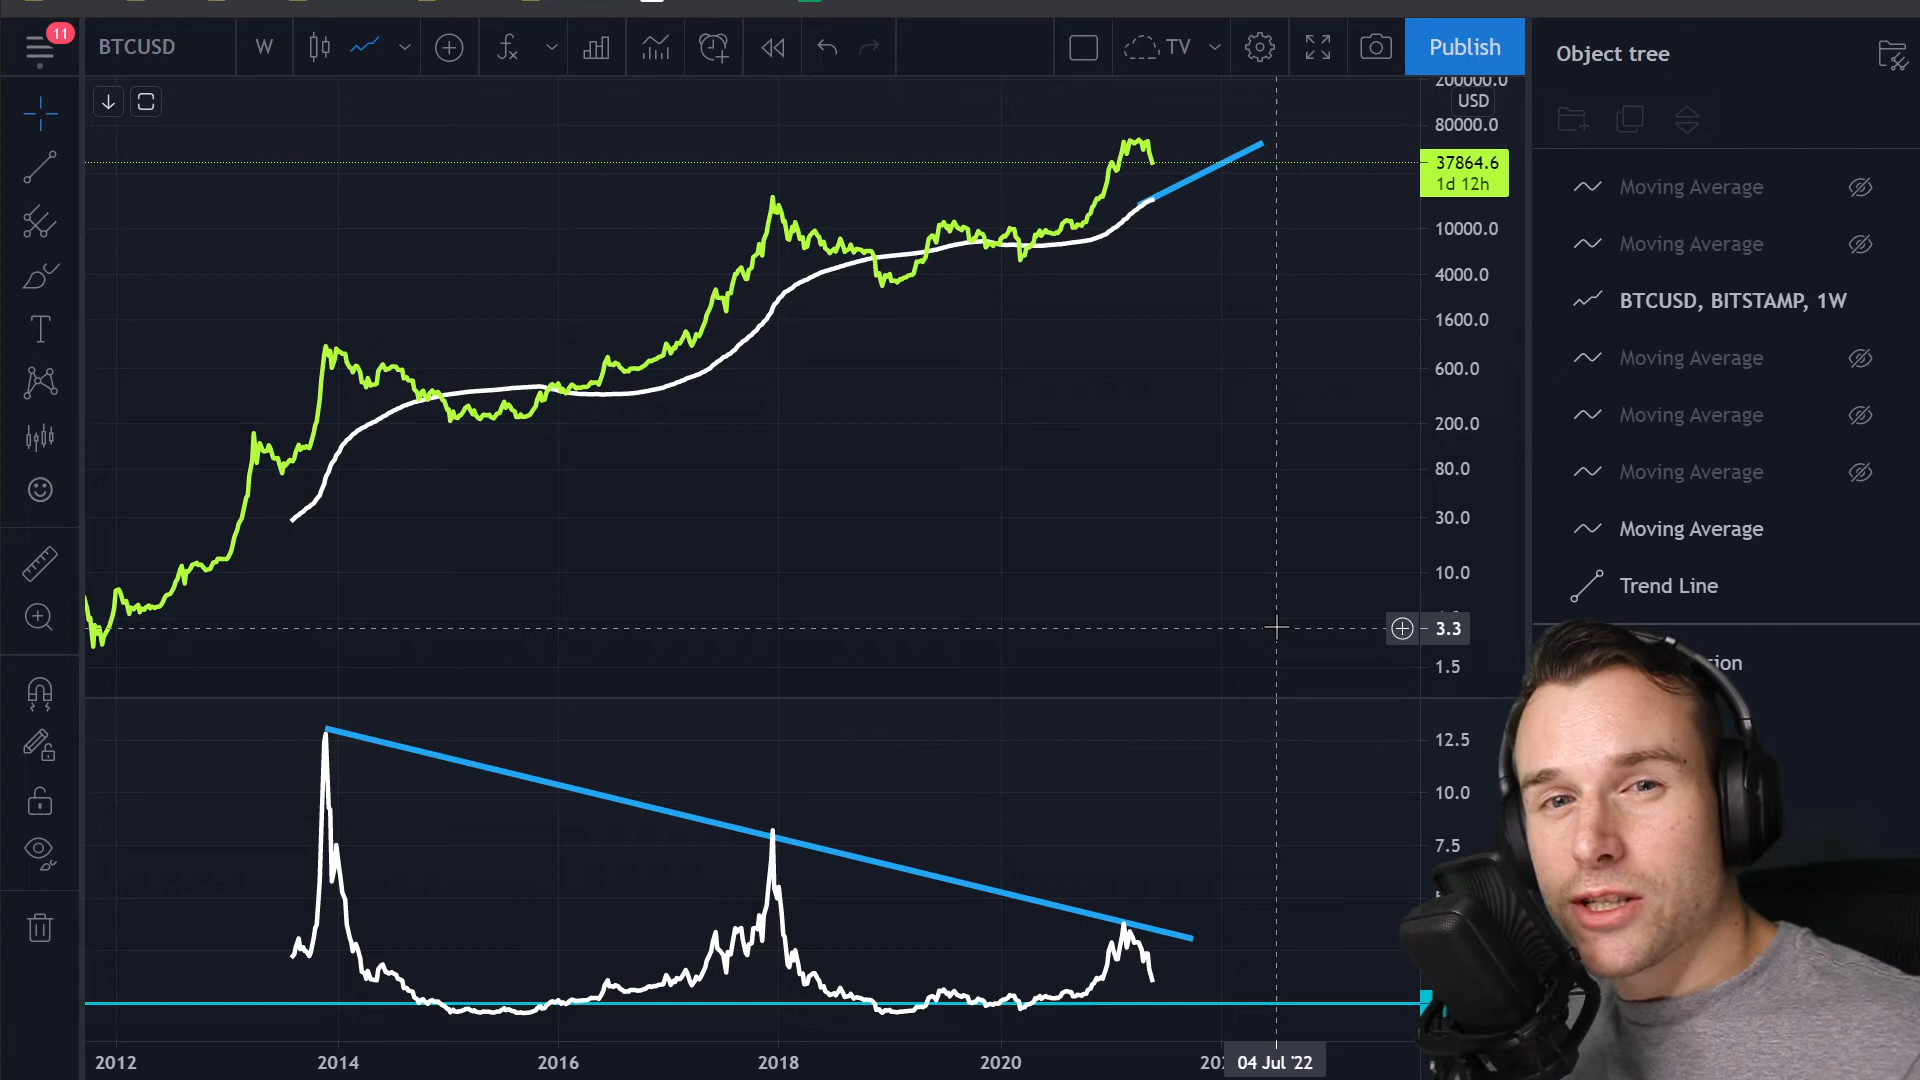 11
BTCUSD
W
TV
Publish
Object tree
200000.0
USD
80000.0
37864.6
1d 12h
10000.0
4000.0
1600.0
600.0
200.0
80.0
30.0
10.0
3.3
1.5
Moving Average
Moving Average
BTCUSD, BITSTAMP, 1W
Moving Average
Moving Average
Moving Average
Moving Average
Trend Line
sion
12.5
10.0
7.5
2012
2014
2016
2018
2020
04 Jul '22